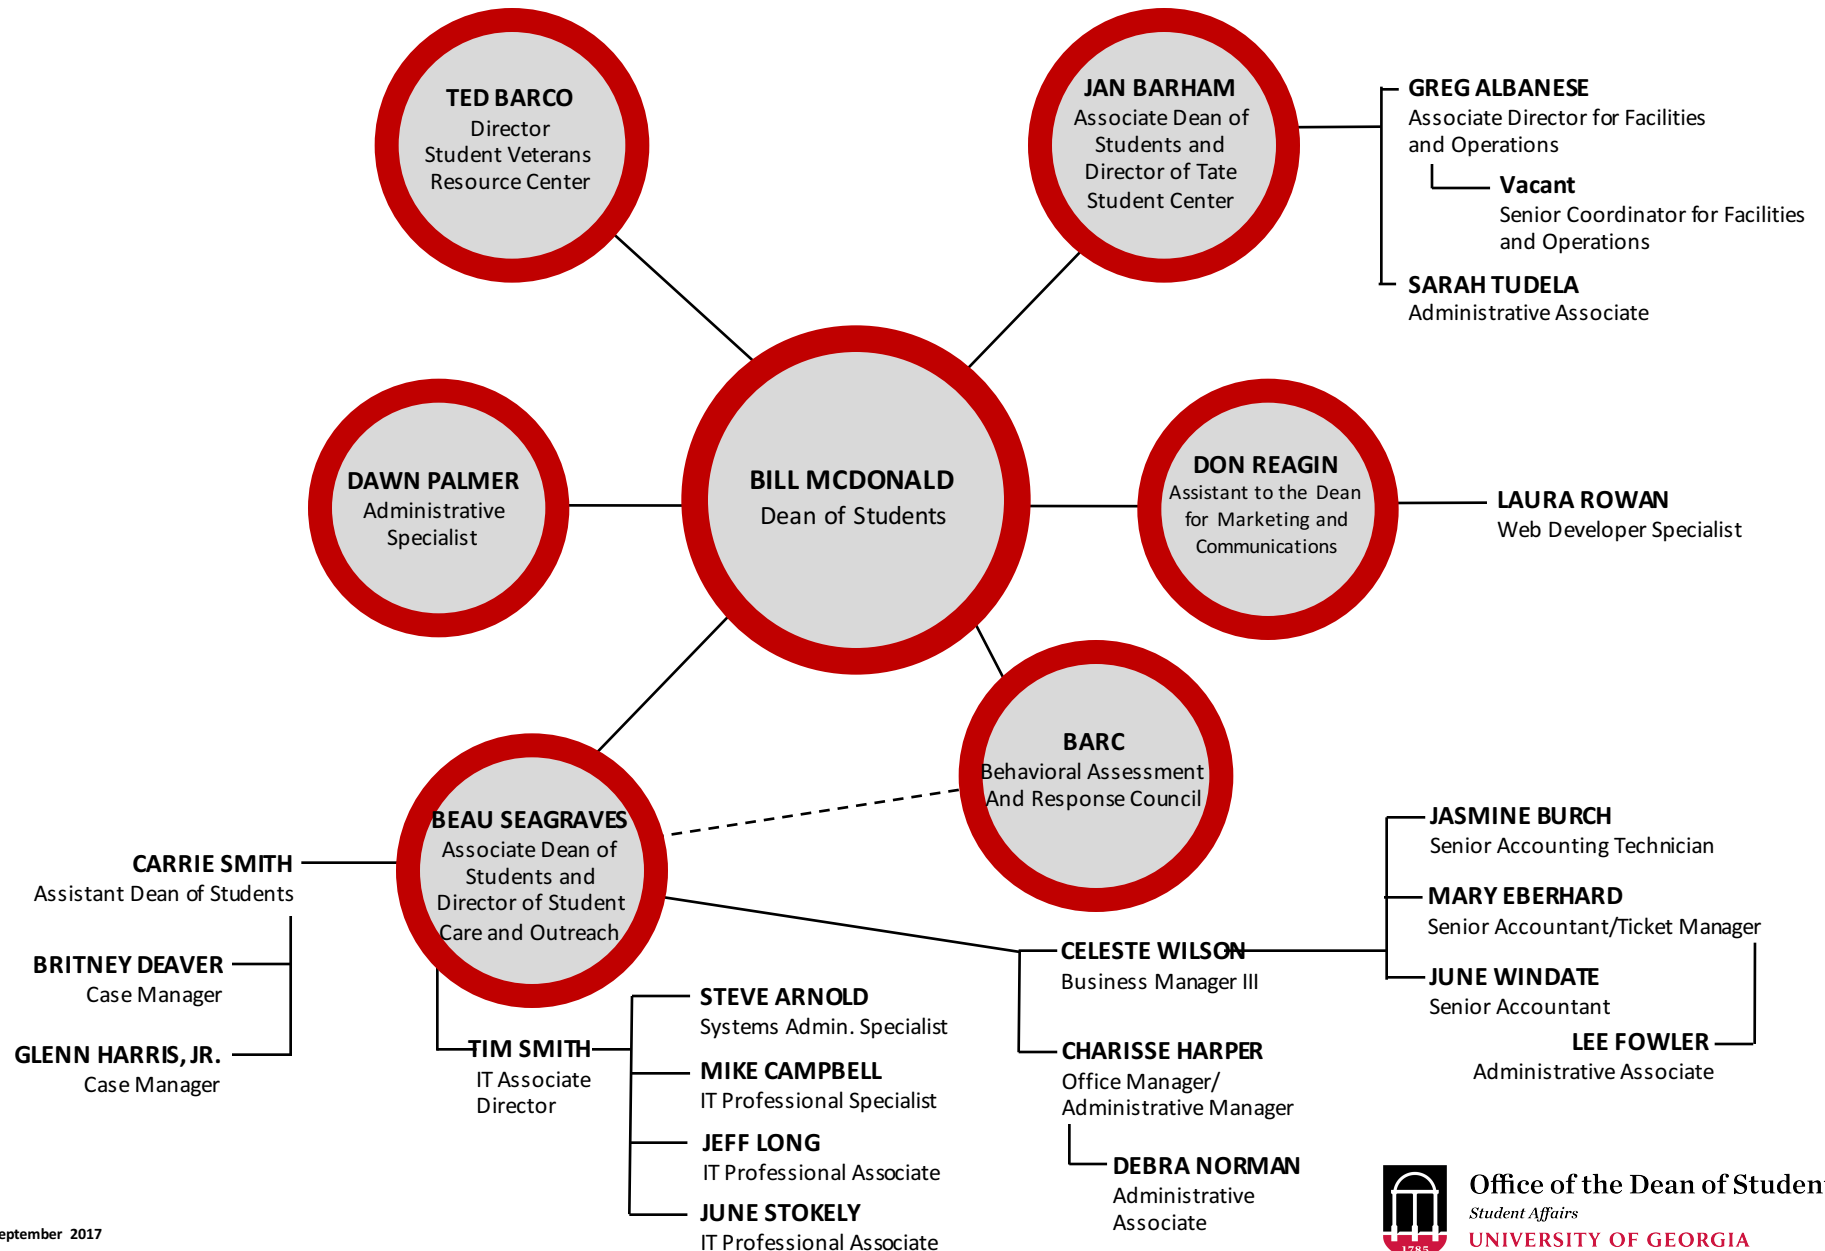 TED BARCO
Director
Student Veterans
Resource Center
JAN BARHAM
Associate Dean of
Students and
Director of Tate
Student Center
GREG ALBANESE
Associate Director for Facilities
and Operations
Vacant
Senior Coordinator for Facilities
and Operations
SARAH TUDELA
Administrative Associate
DAWN PALMER
Administrative
Specialist
BILL MCDONALD
Dean of Students
DON REAGIN
Assistant to the Dean
for Marketing and
Communications
LAURA ROWAN
Web Developer Specialist
BARC
Behavioral Assessment
And Response Council
BEAU SEAGRAVES
Associate Dean of
Students and
Director of Student
Care and Outreach
CARRIE SMITH
Assistant Dean of Students
BRITNEY DEAVER
Case Manager
GLENN HARRIS, JR.
Case Manager
TIM SMITH
IT Associate
Director
STEVE ARNOLD
Systems Admin. Specialist
MIKE CAMPBELL
IT Professional Specialist
JEFF LONG
IT Professional Associate
JUNE STOKELY
IT Professional Associate
CELESTE WILSON
Business Manager III
CHARISSE HARPER
Office Manager/
Administrative Manager
DEBRA NORMAN
Administrative
Associate
JASMINE BURCH
Senior Accounting Technician
MARY EBERHARD
Senior Accountant/Ticket Manager
JUNE WINDATE
Senior Accountant
LEE FOWLER
Administrative Associate
eptember 2017
1785
Office of the Dean of Studen
Student Affairs
UNIVERSITY OF GEORGIA